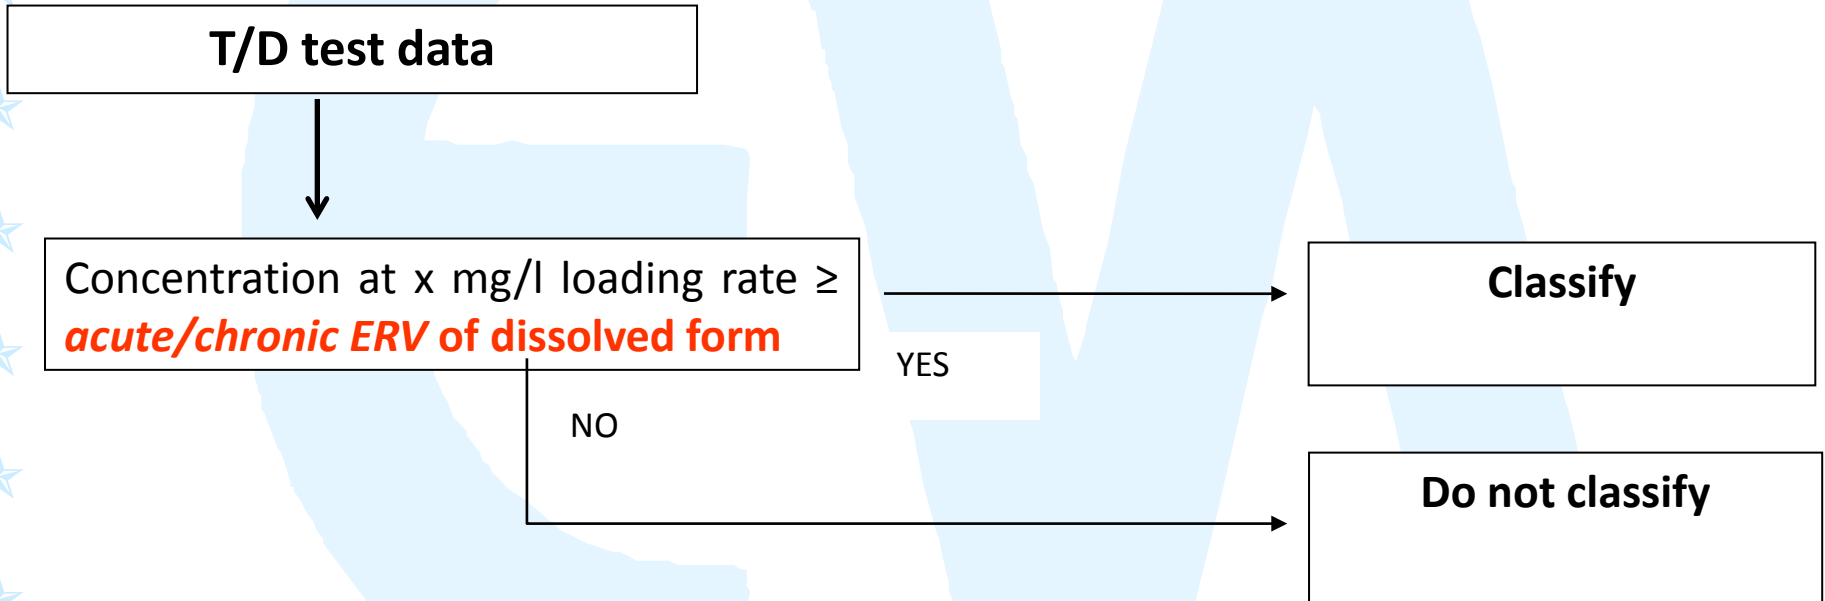 T/D test data
Concentration at x mg/l loading rate ≥
acute/chronic ERV of dissolved form
Classify
YES
NO
Do not classify